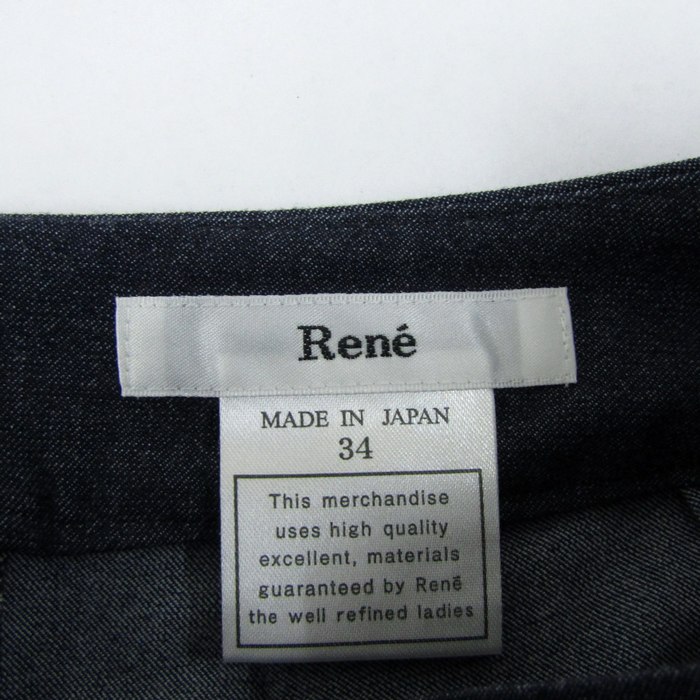 René
MADE IN JAPAN
34
This merchandise
uses high quality
excellent, materials
guaranteed by René
the well refined ladies